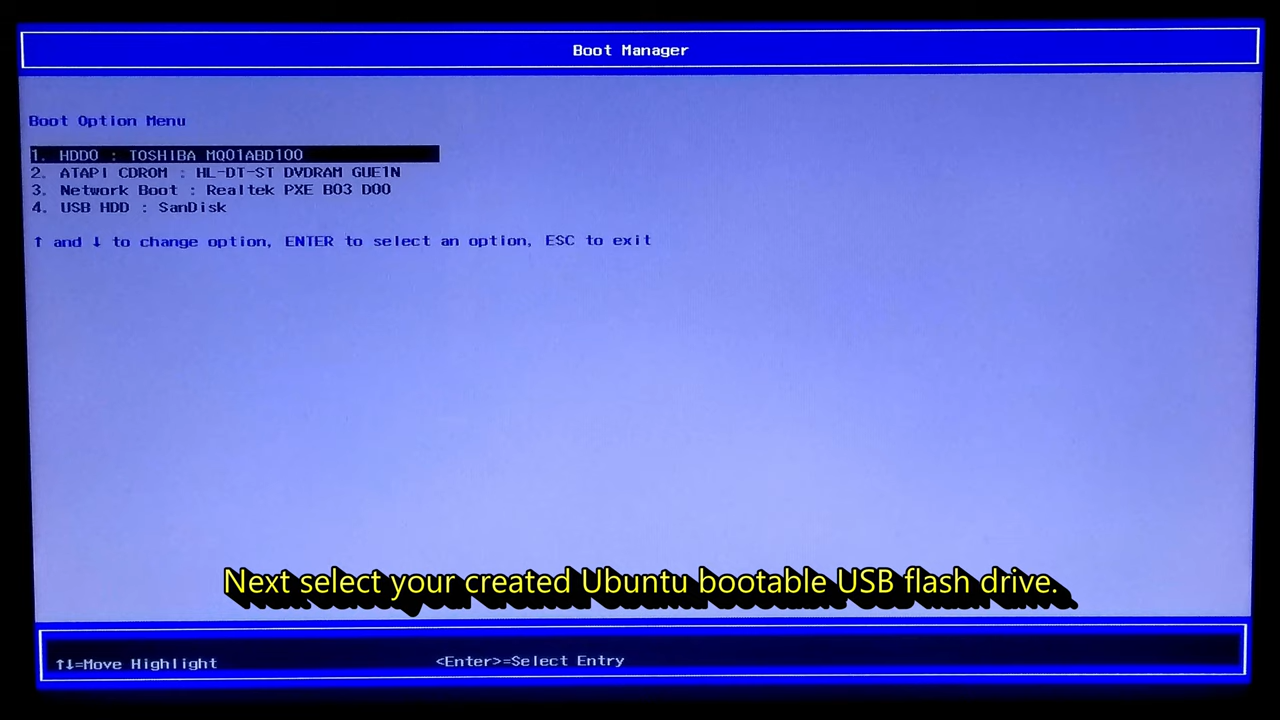 Boot Manager
Boot Option Menu
1. HDD0 : TOSHIBA MQ01ABD100
2. ATAPI CDROM : HL-DT-ST DVDRAM GUE1N
3. Network Boot : Realtek PXE B03 D00
4. USB HDD : SanDisk
↑ and ↓ to change option, ENTER to select an option, ESC to exit
Next select your created Ubuntu bootable USB flash drive.
↑↓=Move Highlight
<Enter>=Select Entry